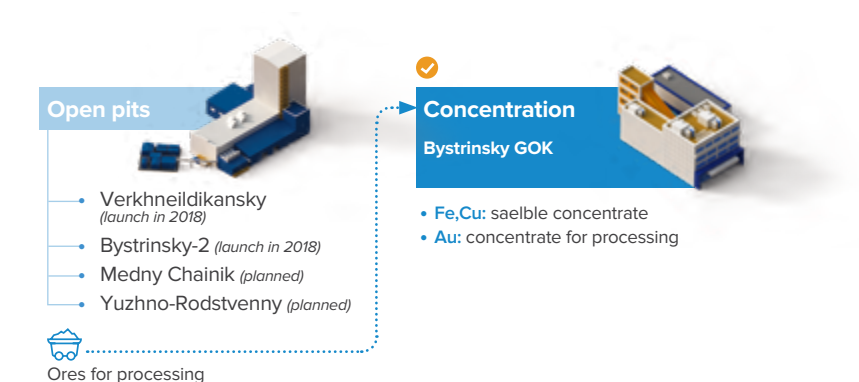 Open pits
Verkhneildikansky
(launch in 2018)
Bystrinsky-2 (launch in 2018)
Medny Chainik (planned)
Yuzhno-Rodstvenny (planned)
Ores for processing
Concentration
Bystrinsky GOK
• Fe,Cu: saelble concentrate
• Au: concentrate for processing